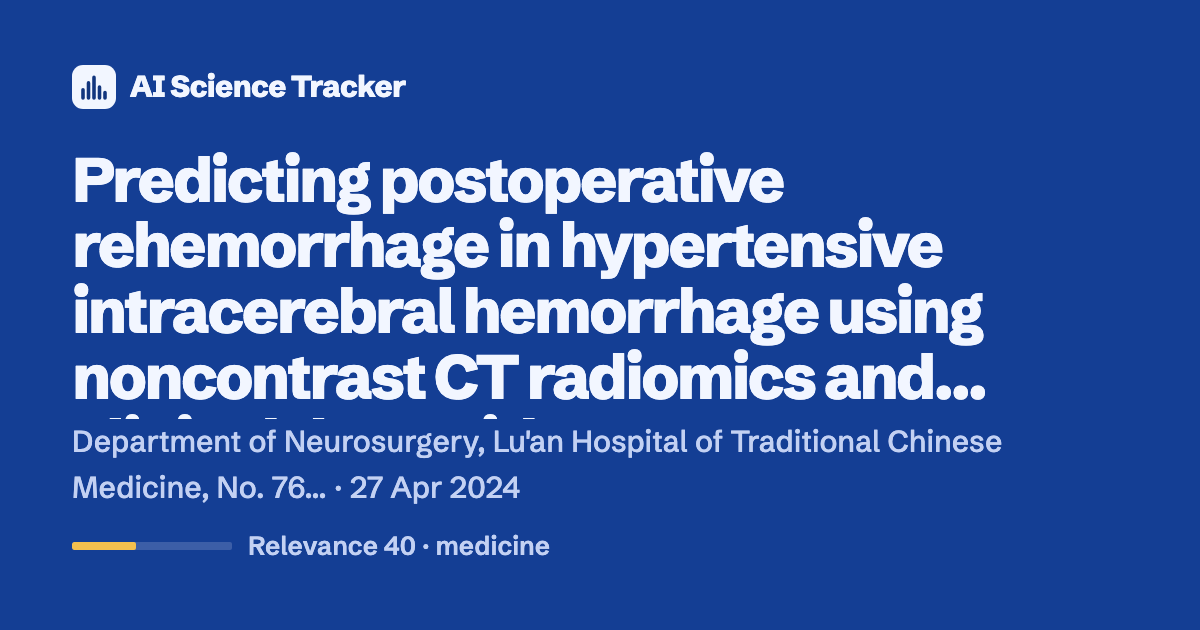 AI Science Tracker
Predicting postoperative
rehemorrhage in hypertensive
intracerebral hemorrhage using
noncontrast CT radiomics and...
Department of Neurosurgery, Lu'an Hospital of Traditional Chinese
Medicine, No. 76... · 27 Apr 2024
Relevance 40 · medicine